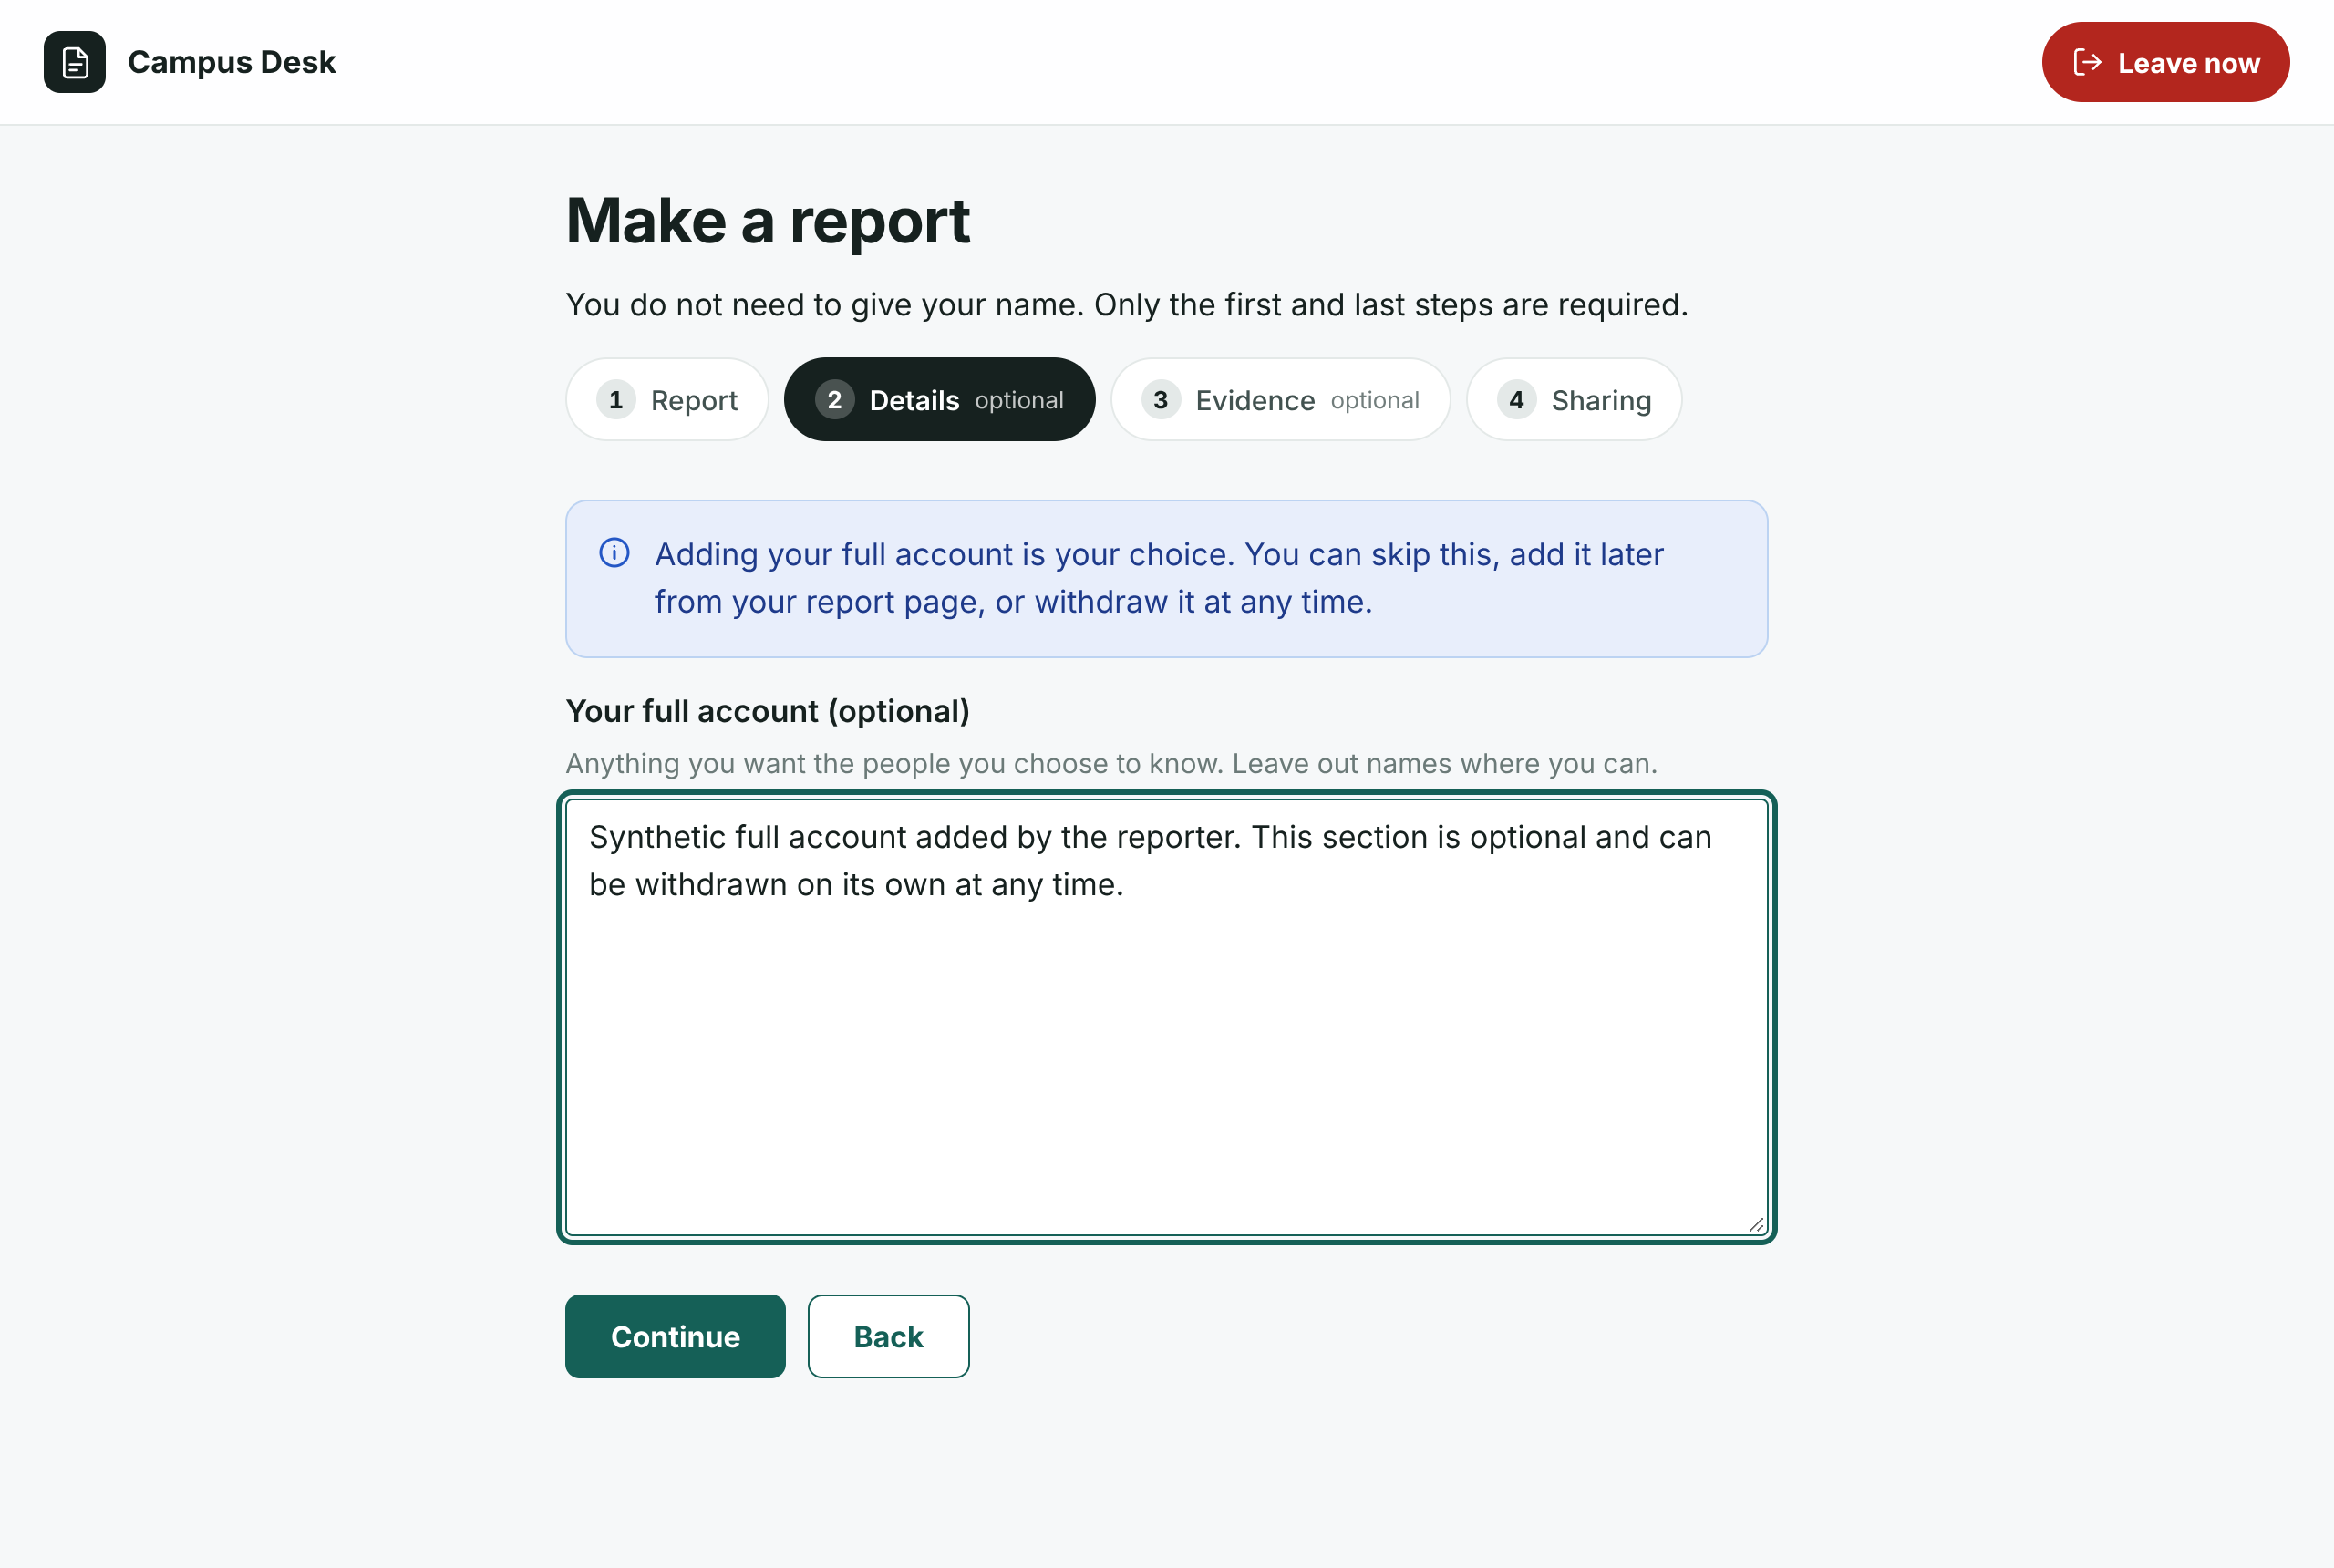 Campus Desk
Leave now
Make a report
You do not need to give your name. Only the first and last steps are required.
1 Report
2 Details optional
3 Evidence optional
4 Sharing
Adding your full account is your choice. You can skip this, add it later
from your report page, or withdraw it at any time.
Your full account (optional)
Anything you want the people you choose to know. Leave out names where you can.
Synthetic full account added by the reporter. This section is optional and can
be withdrawn on its own at any time.
Continue
Back